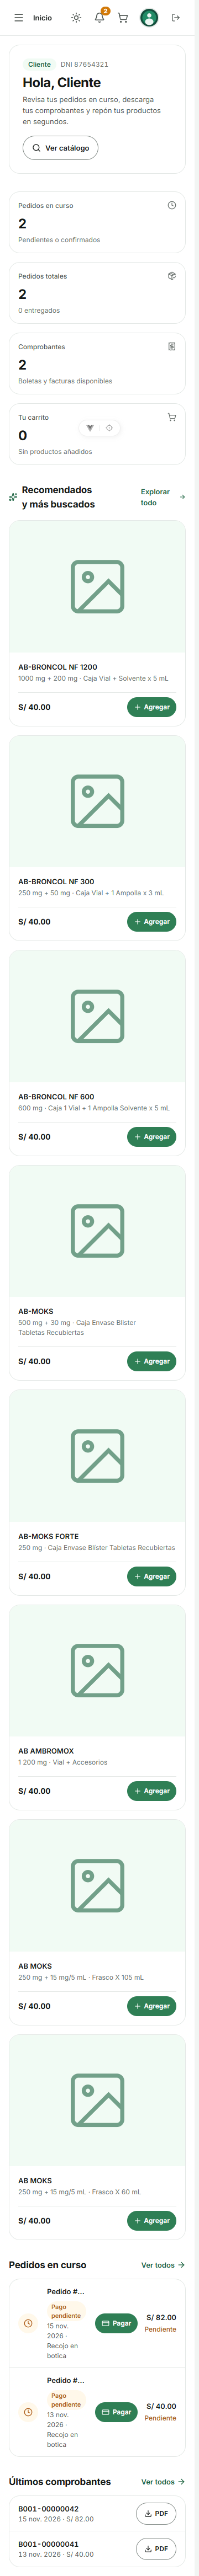 Inicio
2
Cliente DNI 87654321
Hola, Cliente
Revisa tus pedidos en curso, descarga
tus comprobantes y repón tus productos
en segundos.
Ver catálogo
Pedidos en curso
2
Pendientes o confirmados
Pedidos totales
2
0 entregados
Comprobantes
2
Boletas y facturas disponibles
Tu carrito
0
Sin productos añadidos
Recomendados
y más buscados
Explorar
todo
AB-BRONCOL NF 1200
1000 mg + 200 mg · Caja Vial + Solvente x 5 mL
S/ 40.00
Agregar
AB-BRONCOL NF 300
250 mg + 50 mg · Caja Vial + 1 Ampolla x 3 mL
S/ 40.00
Agregar
AB-BRONCOL NF 600
600 mg · Caja 1 Vial + 1 Ampolla Solvente x 5 mL
S/ 40.00
Agregar
AB-MOKS
500 mg + 30 mg · Caja Envase Blíster
Tabletas Recubiertas
S/ 40.00
Agregar
AB-MOKS FORTE
250 mg · Caja Envase Blíster Tabletas Recubiertas
S/ 40.00
Agregar
AB AMBROMOX
1 200 mg · Vial + Accesorios
S/ 40.00
Agregar
AB MOKS
250 mg + 15 mg/5 mL · Frasco X 105 mL
S/ 40.00
Agregar
AB MOKS
250 mg + 15 mg/5 mL · Frasco X 60 mL
S/ 40.00
Agregar
Pedidos en curso
Ver todos
Pedido #...
Pago
pendiente
15 nov.
2026 ·
Recojo en
botica
Pagar
S/ 82.00
Pendiente
Pedido #...
Pago
pendiente
13 nov.
2026 ·
Recojo en
botica
Pagar
S/ 40.00
Pendiente
Últimos comprobantes
Ver todos
B001-00000042
15 nov. 2026 · S/ 82.00
PDF
B001-00000041
13 nov. 2026 · S/ 40.00
PDF